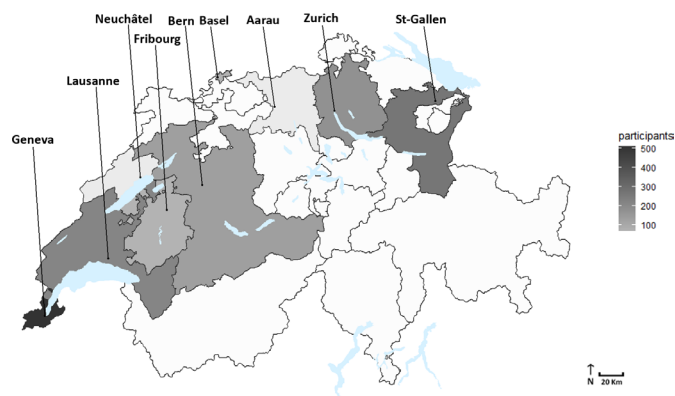 Neuchâtel
Bern
Basel
Aarau
Zurich
St-Gallen
Fribourg
Lausanne
Geneva
participants
500
400
300
200
100
N
20 Km